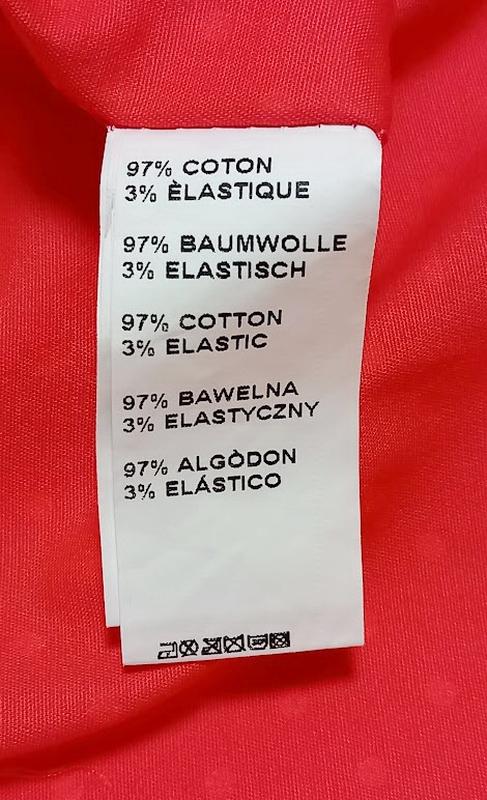 97% COTON
3% ÈLASTIQUE
97% BAUMWOLLE
3% ELASTISCH
97% COTTON
3% ELASTIC
97% BAWELNA
3% ELASTYCZNY
97% ALGÒDON
3% ELÁSTICO